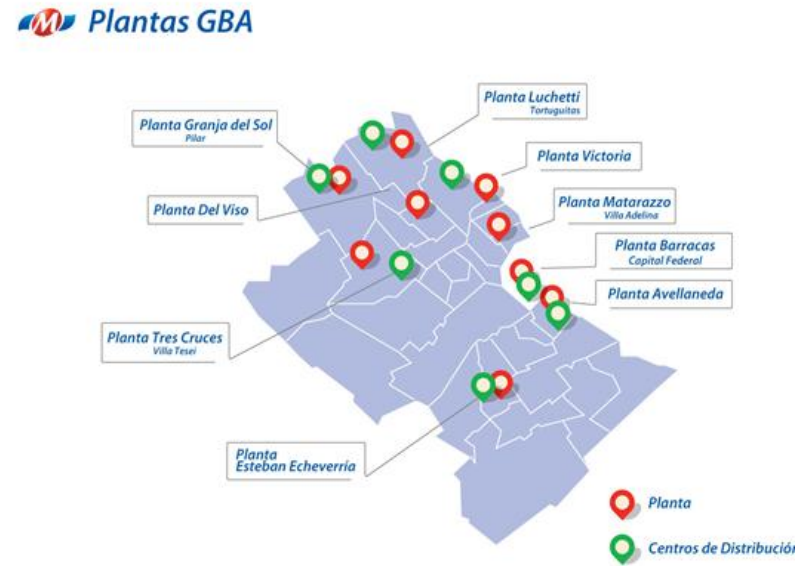 M Plantas GBA
Planta Luchetti
Tortuguitas
Planta Granja del Sol
Pilar
Planta Victoria
Planta Del Viso
Planta Matarazzo
Villa Adelina
Planta Barracas
Capital Federal
Planta Avellaneda
Planta Tres Cruces
Villa Tesei
Planta
Esteban Echeverría
Planta
Centros de Distribución